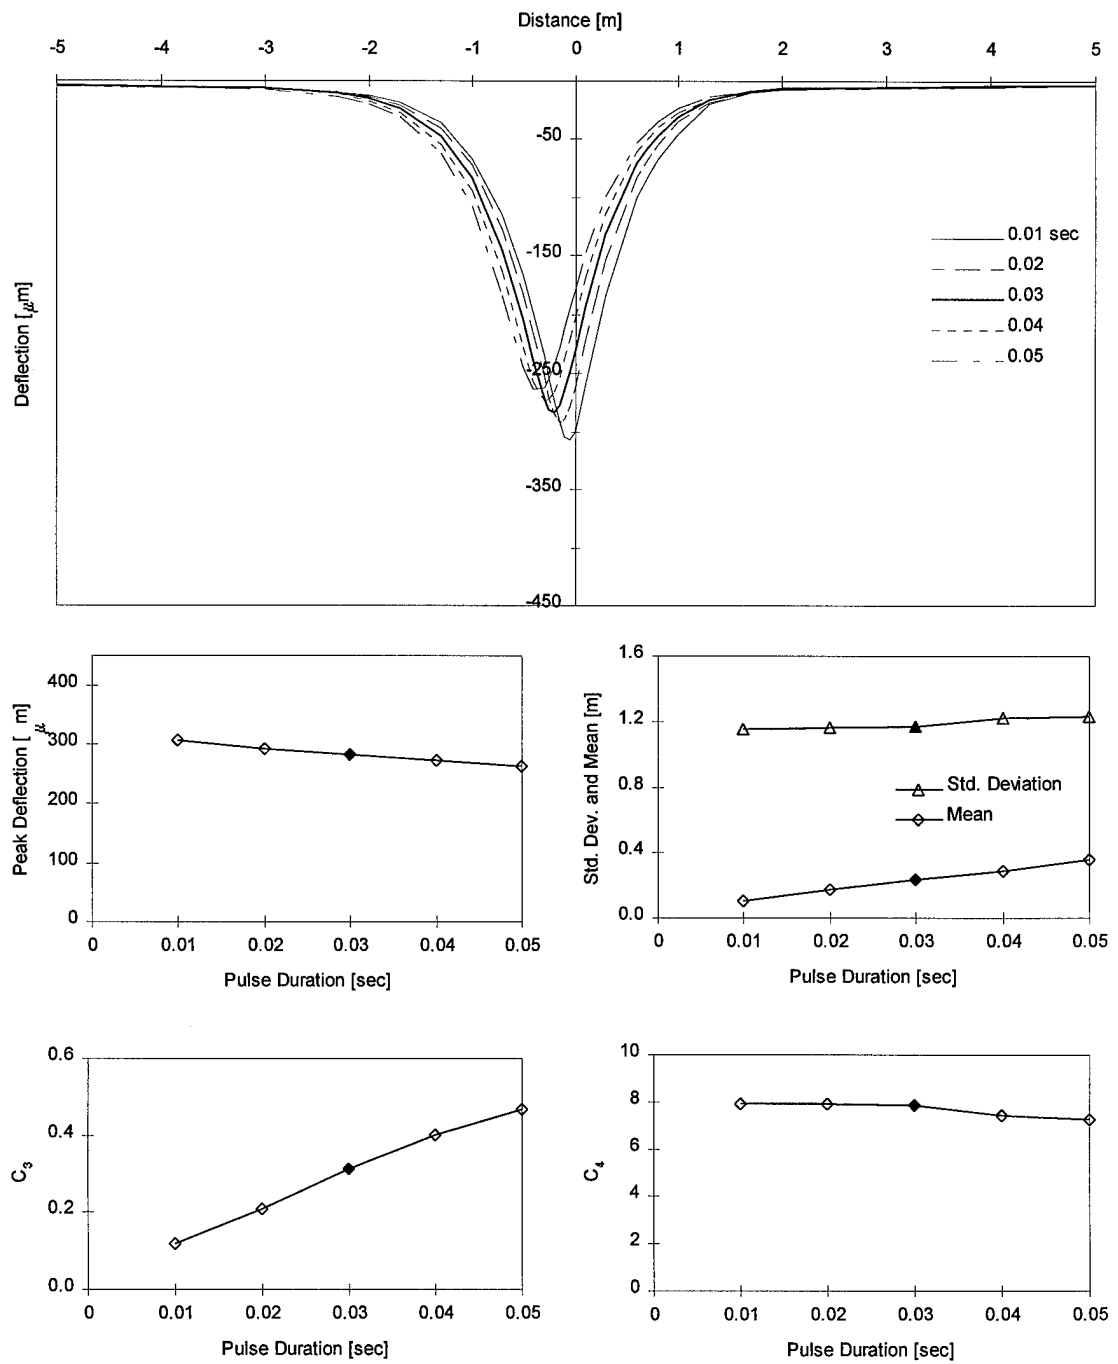 Distance [m]
-5 -4 -3 -2 -1 0 1 2 3 4 5
-50
-150
-250
-350
-450
Deflection [μm]
0.01 sec
0.02
0.03
0.04
0.05
400
300
200
100
0
Peak Deflection [ m]
μ
0 0.01 0.02 0.03 0.04 0.05
Pulse Duration [sec]
1.6
1.2
0.8
0.4
0.0
Std. Dev. and Mean [m]
Std. Deviation
Mean
0 0.01 0.02 0.03 0.04 0.05
Pulse Duration [sec]
0.6
0.4
0.2
0.0
C3
0 0.01 0.02 0.03 0.04 0.05
Pulse Duration [sec]
10
8
6
4
2
0
C4
0 0.01 0.02 0.03 0.04 0.05
Pulse Duration [sec]